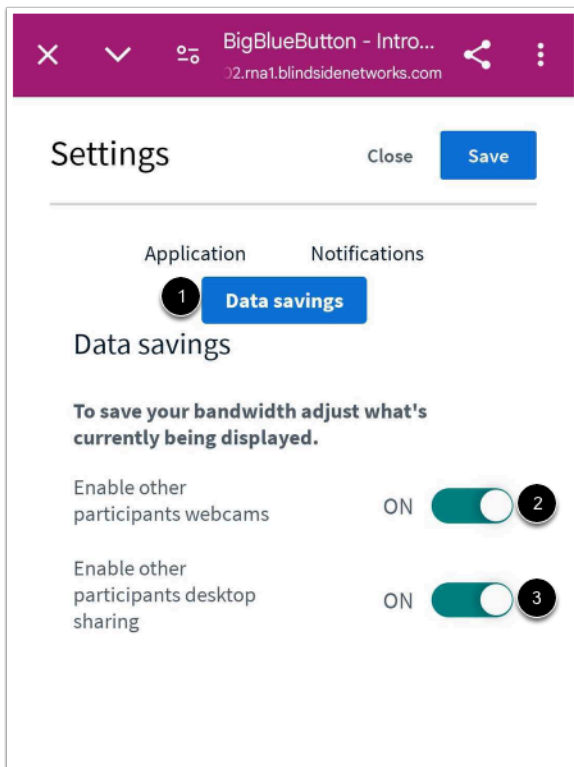 BigBlueButton - Intro...
02.rna1.blindsidenetworks.com
Settings
Close
Save
Application
Notifications
1
Data savings
Data savings
To save your bandwidth adjust what's
currently being displayed.
Enable other
participants webcams
ON
2
Enable other
participants desktop
sharing
ON
3